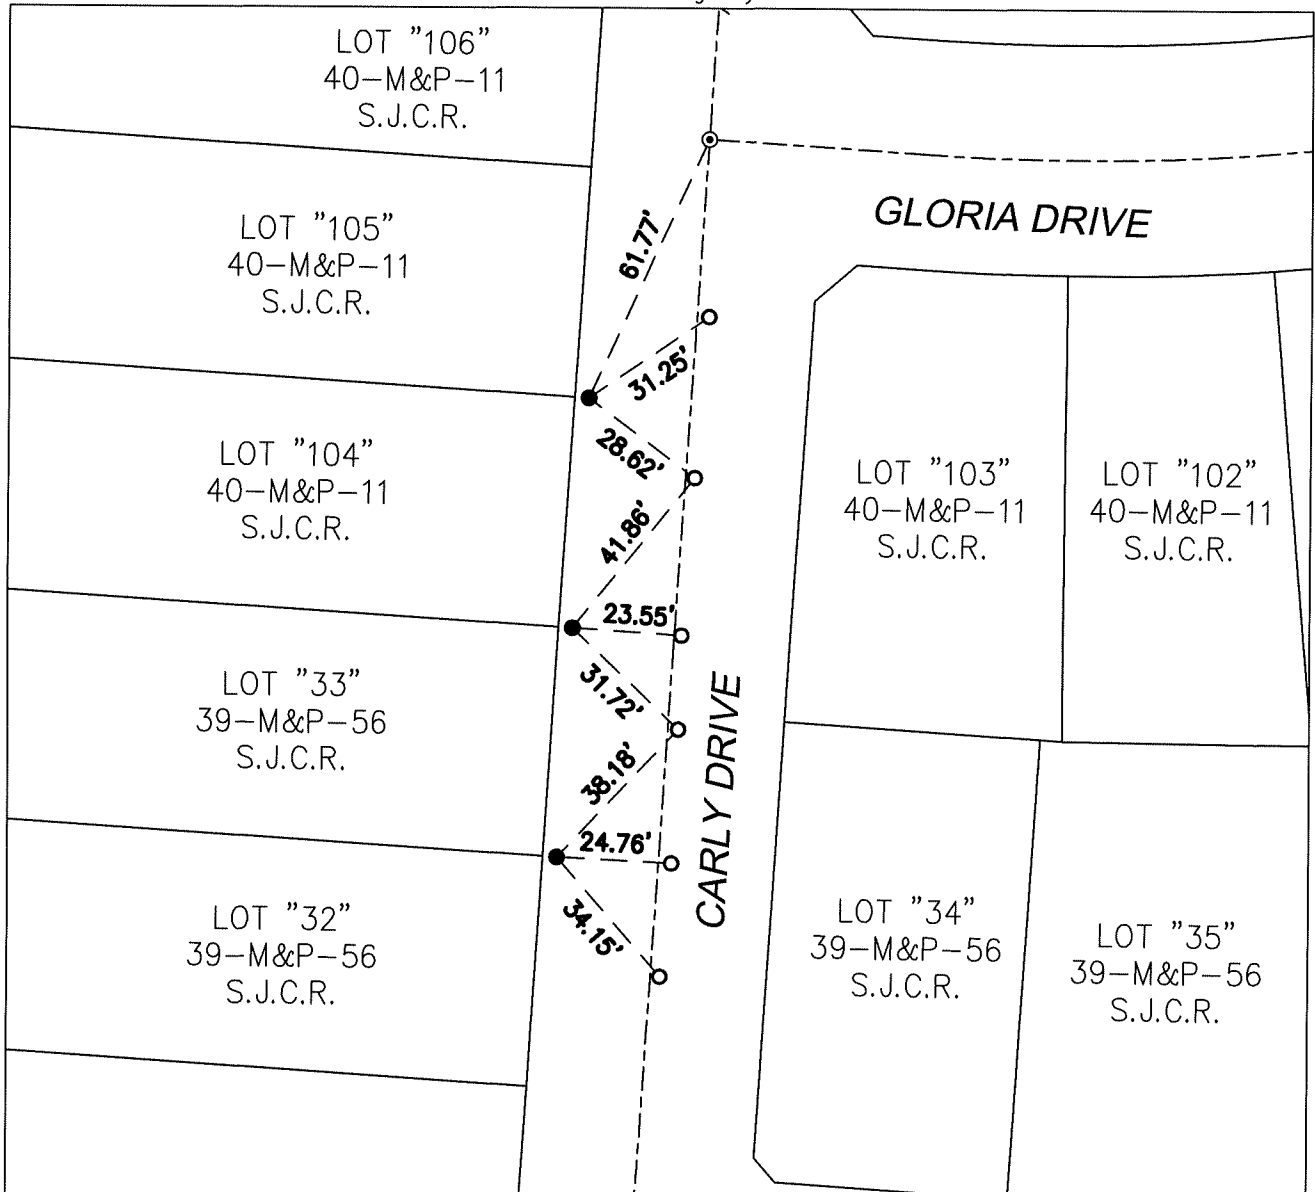 LOT "106"
40-M&P-11
S.J.C.R.
LOT "105"
40-M&P-11
S.J.C.R.
61.77'
GLORIA DRIVE
31.25'
28.62'
LOT "104"
40-M&P-11
S.J.C.R.
41.86'
LOT "103"
40-M&P-11
S.J.C.R.
LOT "102"
40-M&P-11
S.J.C.R.
23.55'
LOT "33"
39-M&P-56
S.J.C.R.
31.72'
38.18'
CARLY DRIVE
24.76'
LOT "32"
39-M&P-56
S.J.C.R.
34.15'
LOT "34"
39-M&P-56
S.J.C.R.
LOT "35"
39-M&P-56
S.J.C.R.